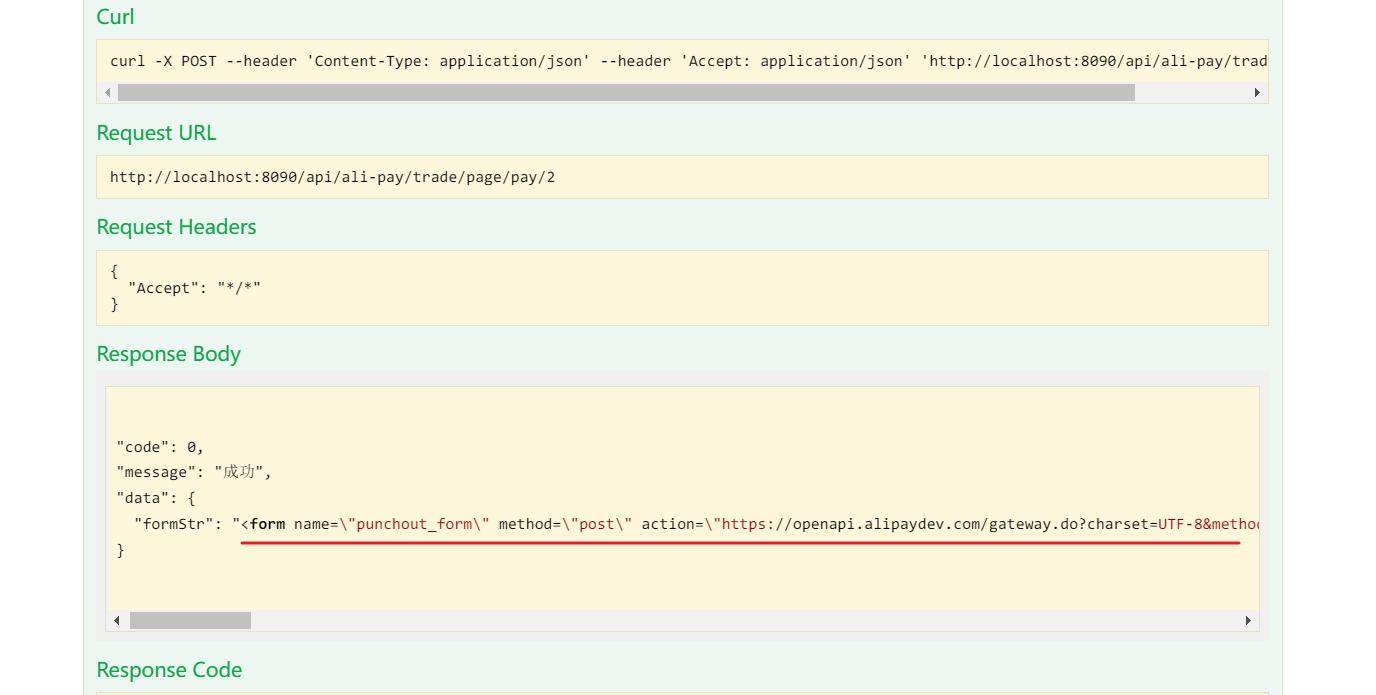 Curl
curl -X POST --header 'Content-Type: application/json' --header 'Accept: application/json' 'http://localhost:8090/api/ali-pay/trad
Request URL
http://localhost:8090/api/ali-pay/trade/page/pay/2
Request Headers
{
  "Accept": "*/*"
}
Response Body
"code": 0,
"message": "成功",
"data": {
  "formStr": "<form name=\"punchout_form\" method=\"post\" action=\"https://openapi.alipaydev.com/gateway.do?charset=UTF-8&metho
}
Response Code